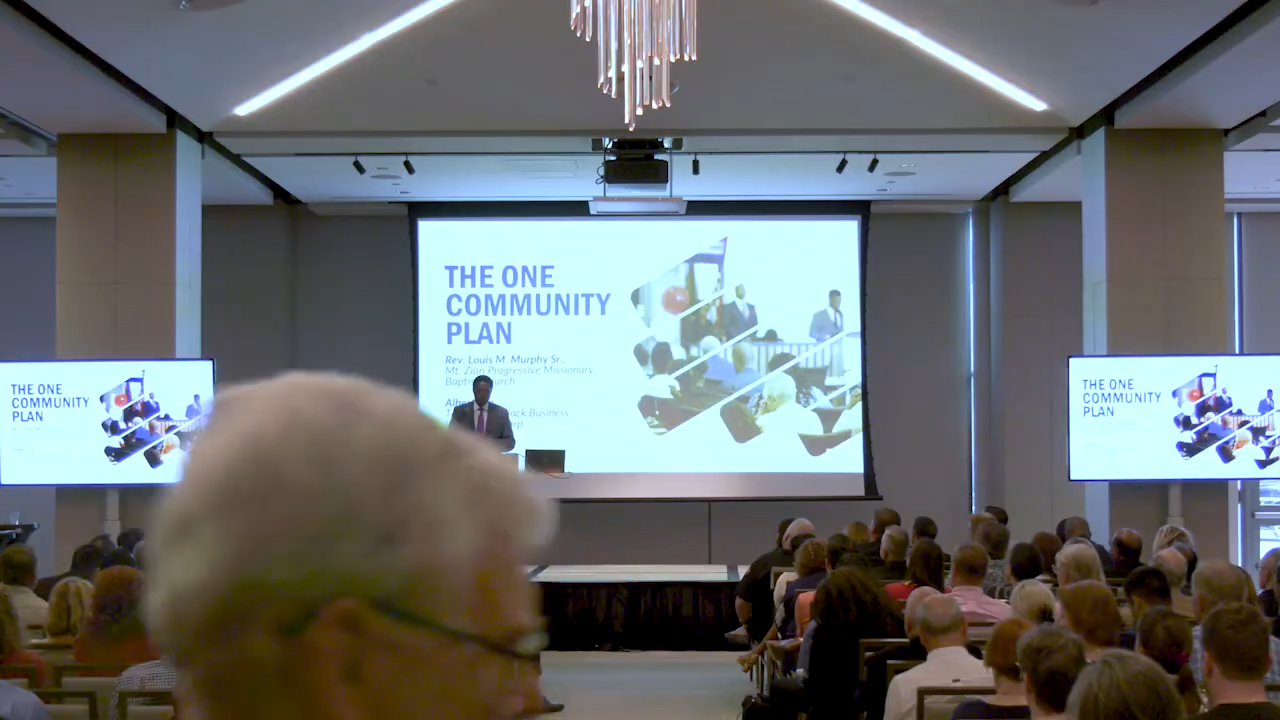 THE ONE
COMMUNITY
PLAN
Rev. Louis M. Murphy Sr.,
Mt. Zion Progressive Missionary
Baptist Church
THE ONE
COMMUNITY
PLAN
THE ONE
COMMUNITY
PLAN